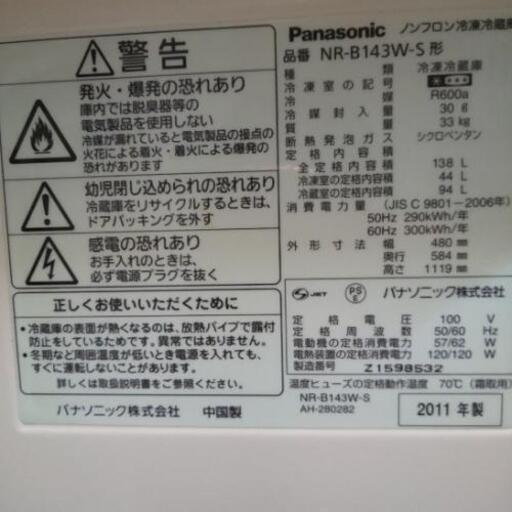 警告
発火・爆発の恐れあり
庫内では脱臭器等の
電気製品を使用しない
冷媒が漏れていると電気製品の接点の
火花による着火・着火による爆発の
恐れがあります
幼児閉じ込められの恐れあり
冷蔵庫をリサイクルするときは、
ドアパッキングを外す
感電の恐れあり
お手入れのときは、
必ず電源プラグを抜く
正しくお使いいただくために
•冷蔵庫の表面が熱くなるのは、放熱パイプで露付
防止をしているためです。異常ではありません。
•冬期など周囲温度が低いとき電源を入れても、
すぐに運転しないことがあります。
詳しくは取扱説明書をご覧ください。
パナソニック株式会社 中国製
Panasonic ノンフロン冷凍冷蔵庫
品番 NR-B143W-S 形
種類 冷凍冷蔵庫
冷凍室の記号
冷媒 R600a
冷媒封入量 30g
質量 33kg
断熱発泡ガス シクロペンタン
定格内容積
全定格内容積 138 L
冷凍室の定格内容積 44 L
冷蔵室の定格内容積 94 L
消費電力量 (JIS C 9801-2006年)
50Hz 290kWh/年
60Hz 300kWh/年
外形寸法 幅 480 mm
奥行 584 mm
高さ 1119 mm
JET PS E パナソニック株式会社
定格電圧 100 V
定格周波数 50/60 Hz
電動機の定格消費電力 57/62 W
電熱装置の定格消費電力 120/120 W
製造番号 Z1598532
温度ヒューズの定格動作温度 70℃(霜取用)
NR-B143W-S
AH-280282
2011 年製